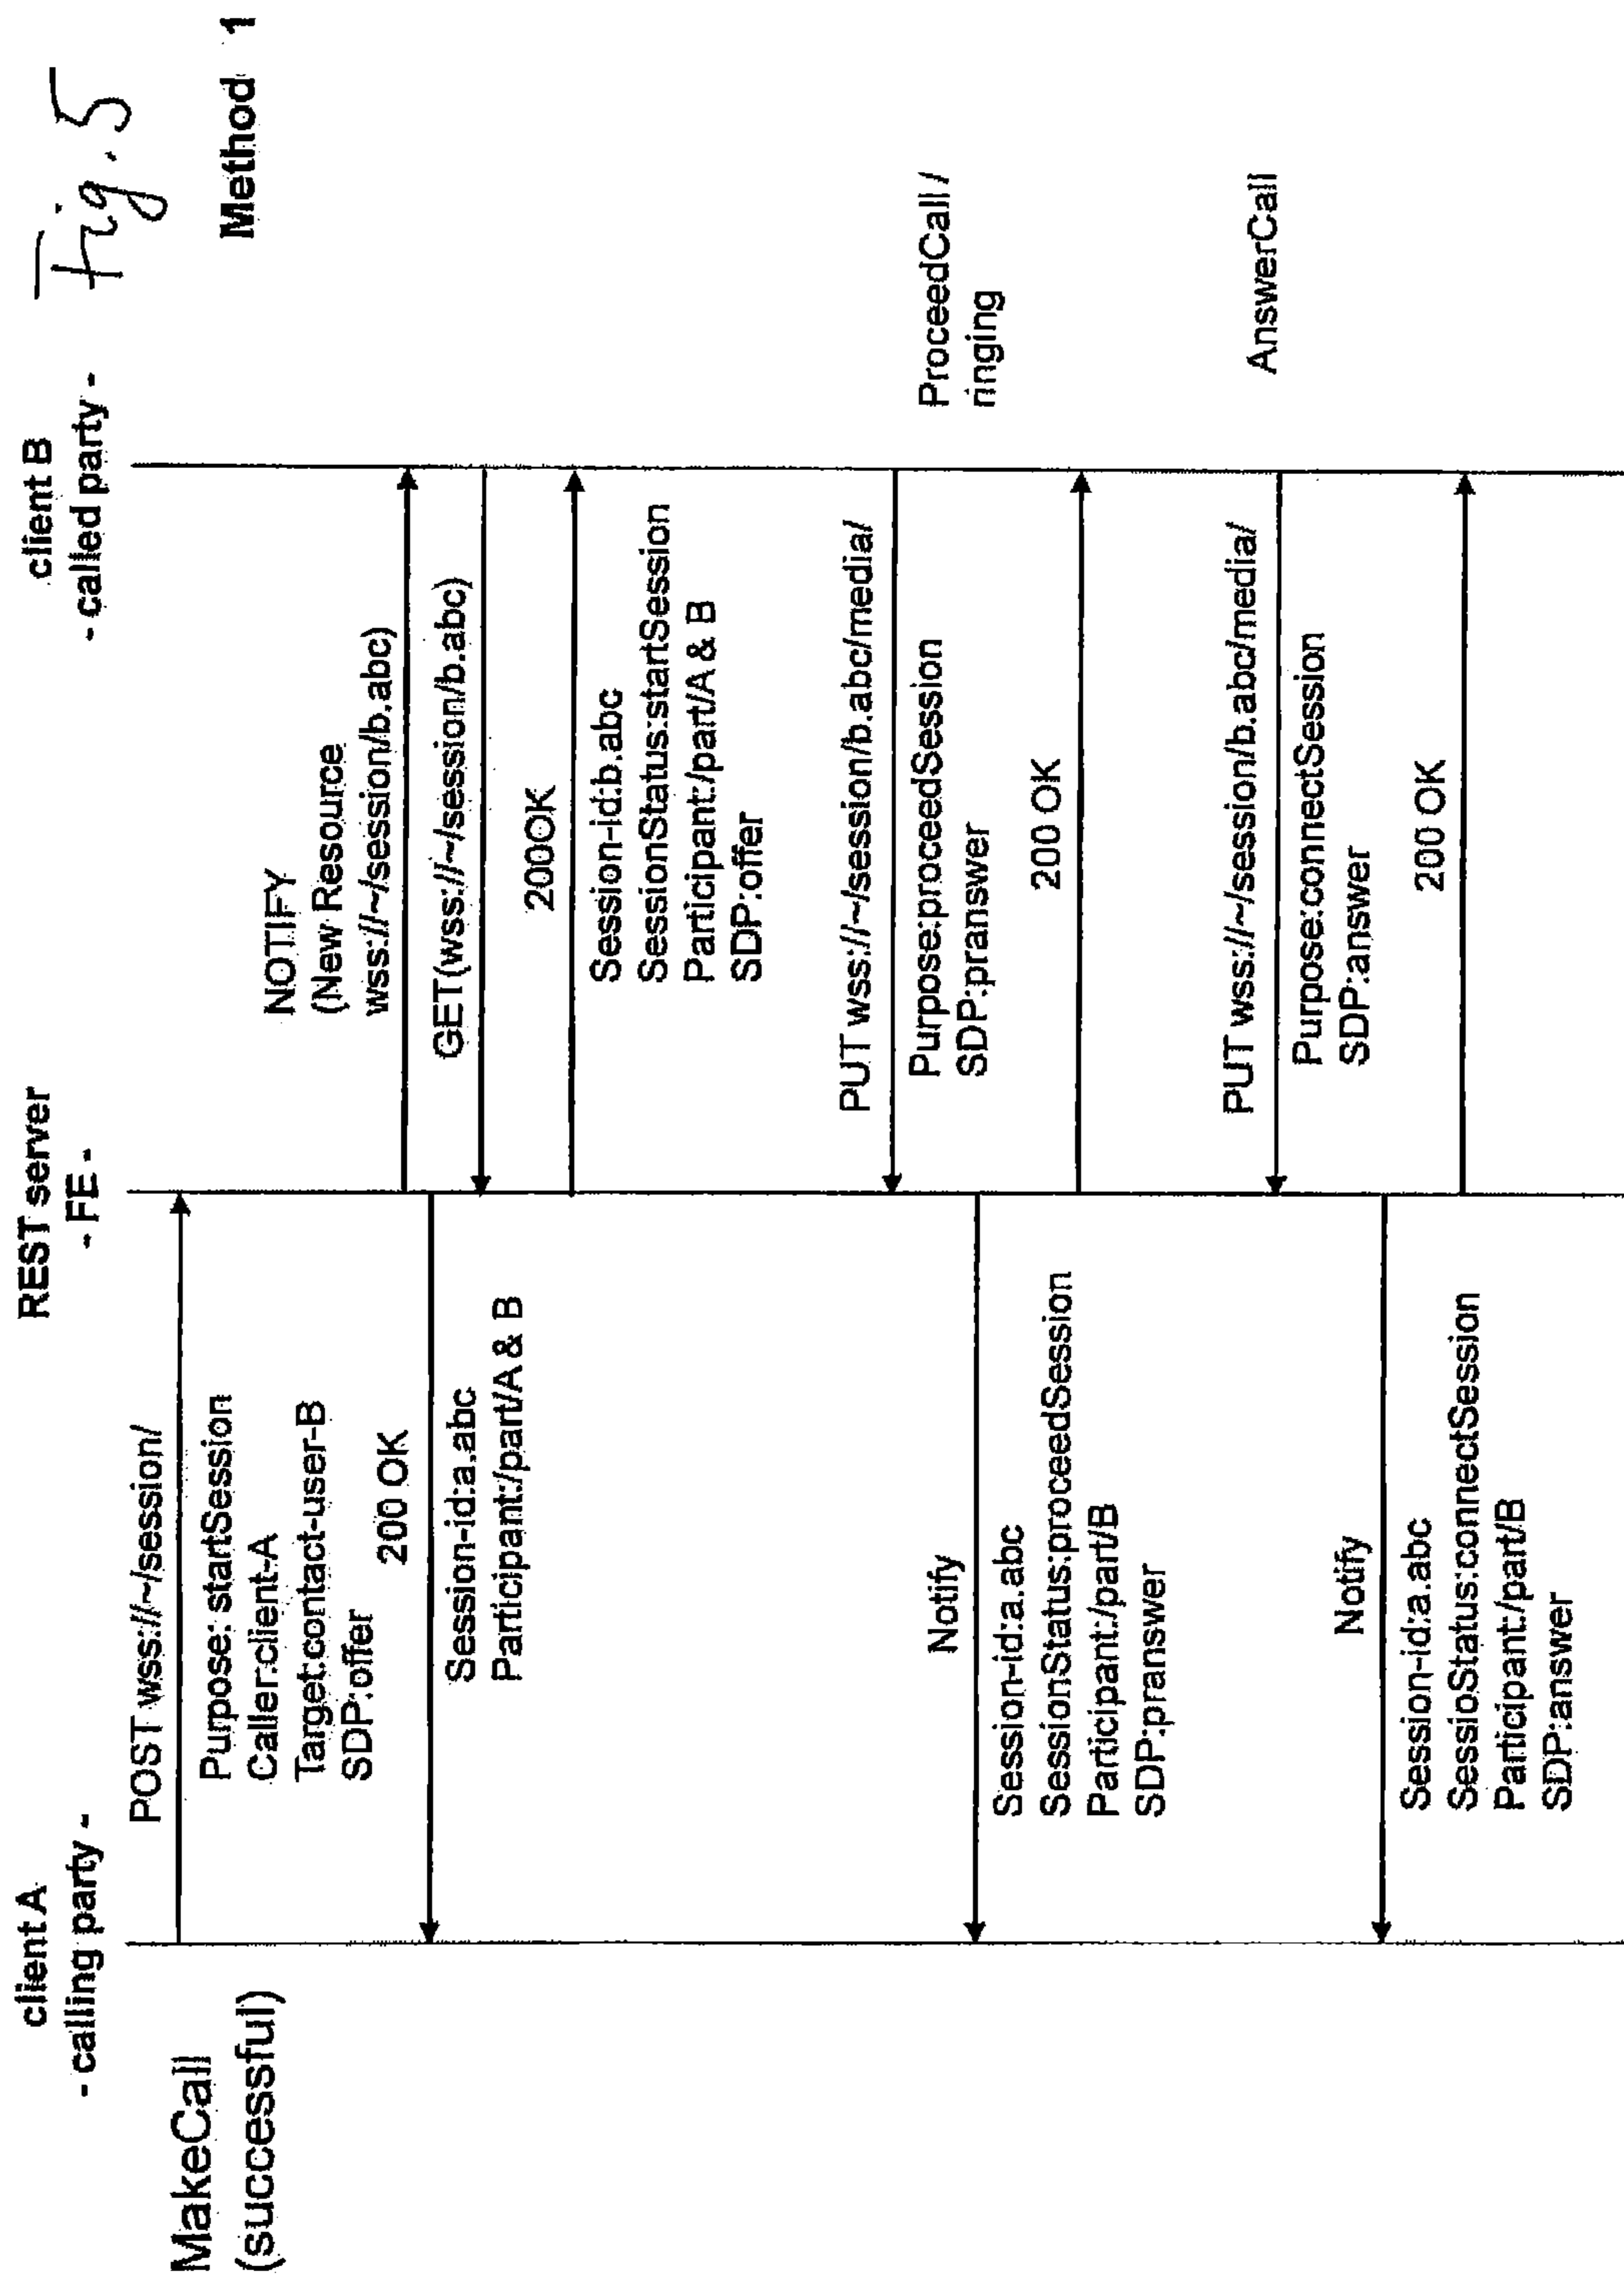 Fig. 5
Method 1
client A
- calling party -
REST server
- FE -
client B
- called party -
MakeCall
(successful)
POST wss://~/session/
Purpose: startSession
Caller:client-A
Target:contact-user-B
SDP:offer
NOTIFY
(New Resource
wss://~/session/b.abc)
200 OK
Session-id:a.abc
Participant:/part/A & B
GET(wss://~/session/b.abc)
200OK
Session-id:b.abc
SessionStatus:startSession
Participant:/part/A & B
SDP:offer
PUT wss://~/session/b.abc/media/
Purpose:proceedSession
SDP:pranswer
ProceedCall /
ringing
Notify
Session-id:a.abc
SessionStatus:proceedSession
Participant:/part/B
SDP:pranswer
200 OK
PUT wss://~/session/b.abc/media/
Purpose:connectSession
SDP:answer
AnswerCall
Notify
Session-id:a.abc
SessioStatus:connectSession
Participant:/part/B
SDP:answer
200 OK